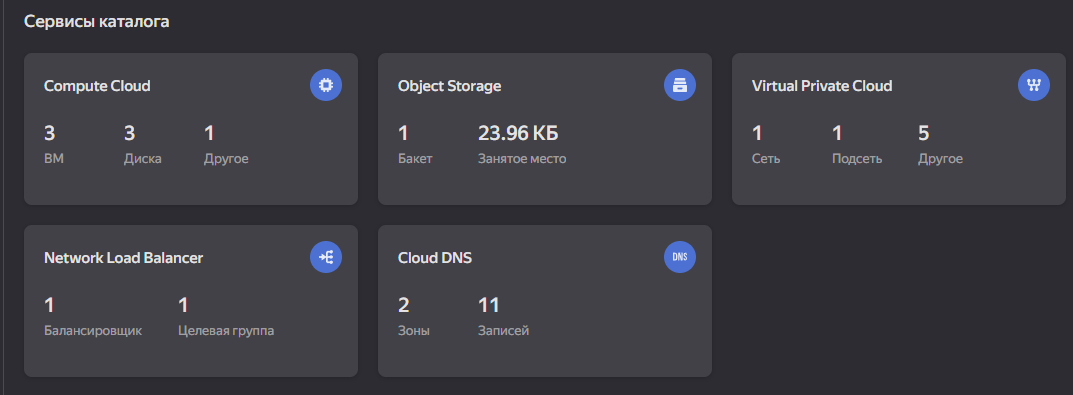 Сервисы каталога
Compute Cloud
3 3 1
ВМ Диска Другое
Object Storage
1 23.96 КБ
Бакет Занятое место
Virtual Private Cloud
1 1 5
Сеть Подсеть Другое
Network Load Balancer
1 1
Балансировщик Целевая группа
Cloud DNS
DNS
2 11
Зоны Записей